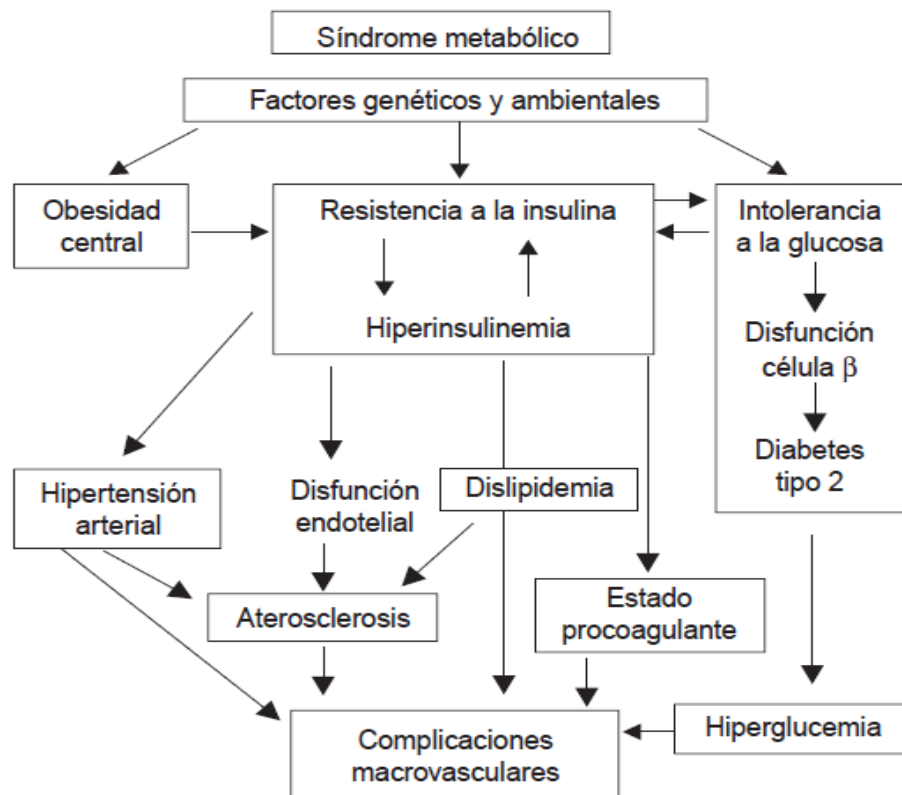 Síndrome metabólico
Factores genéticos y ambientales
Obesidad
central
Resistencia a la insulina
Hiperinsulinemia
Intolerancia
a la glucosa
Disfunción
célula β
Diabetes
tipo 2
Hipertensión
arterial
Disfunción
endotelial
Dislipidemia
Aterosclerosis
Estado
procoagulante
Complicaciones
macrovasculares
Hiperglucemia